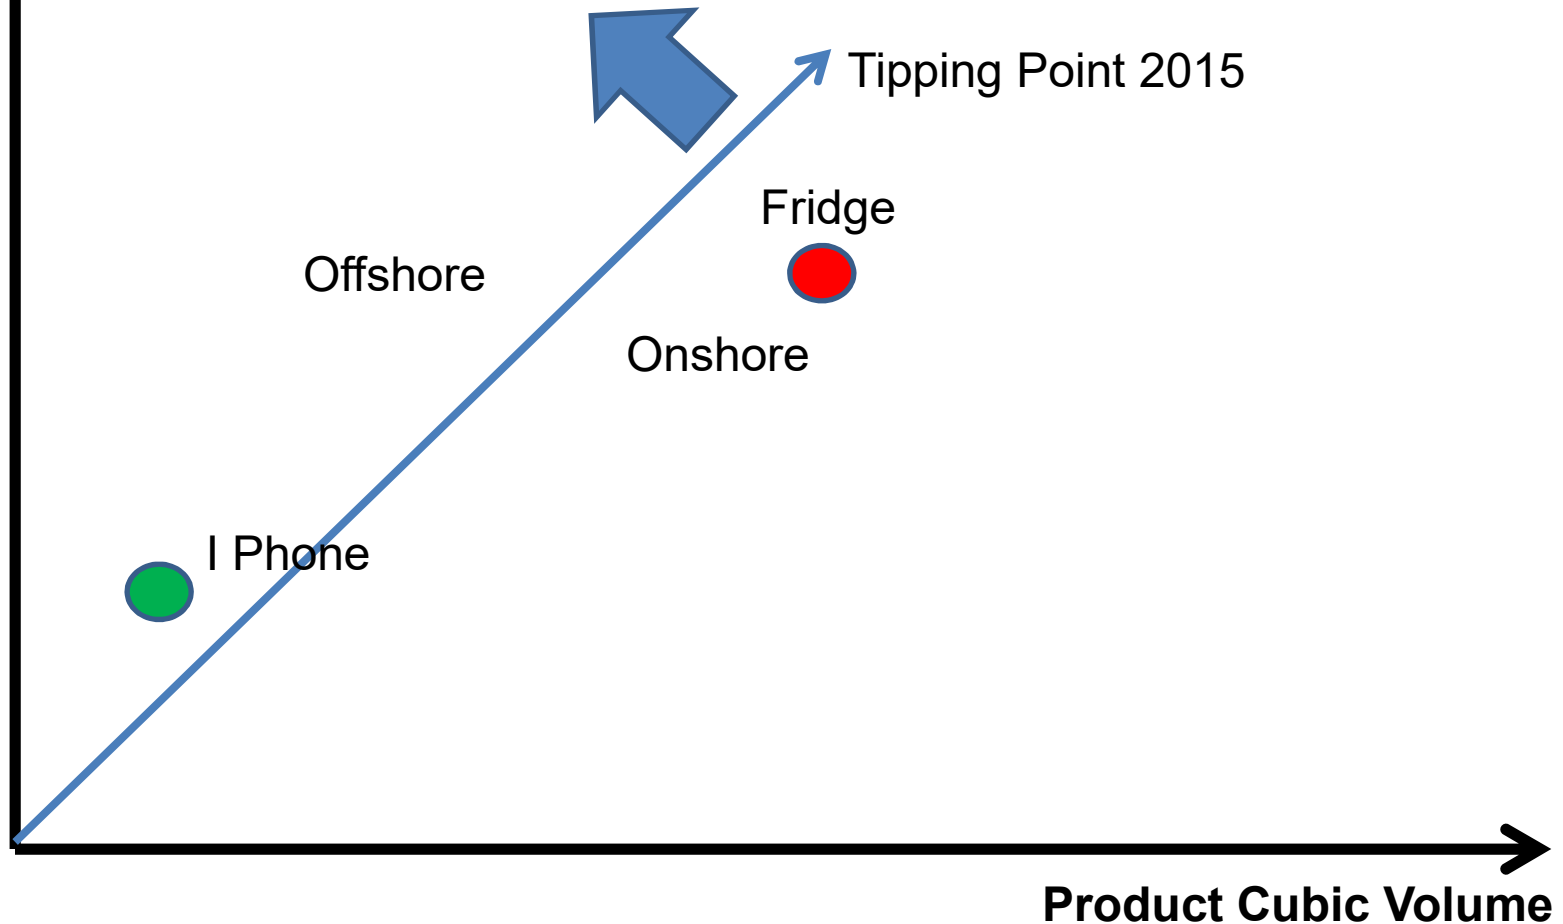 Tipping Point 2015
Fridge
Offshore
Onshore
I Phone
Product Cubic Volume